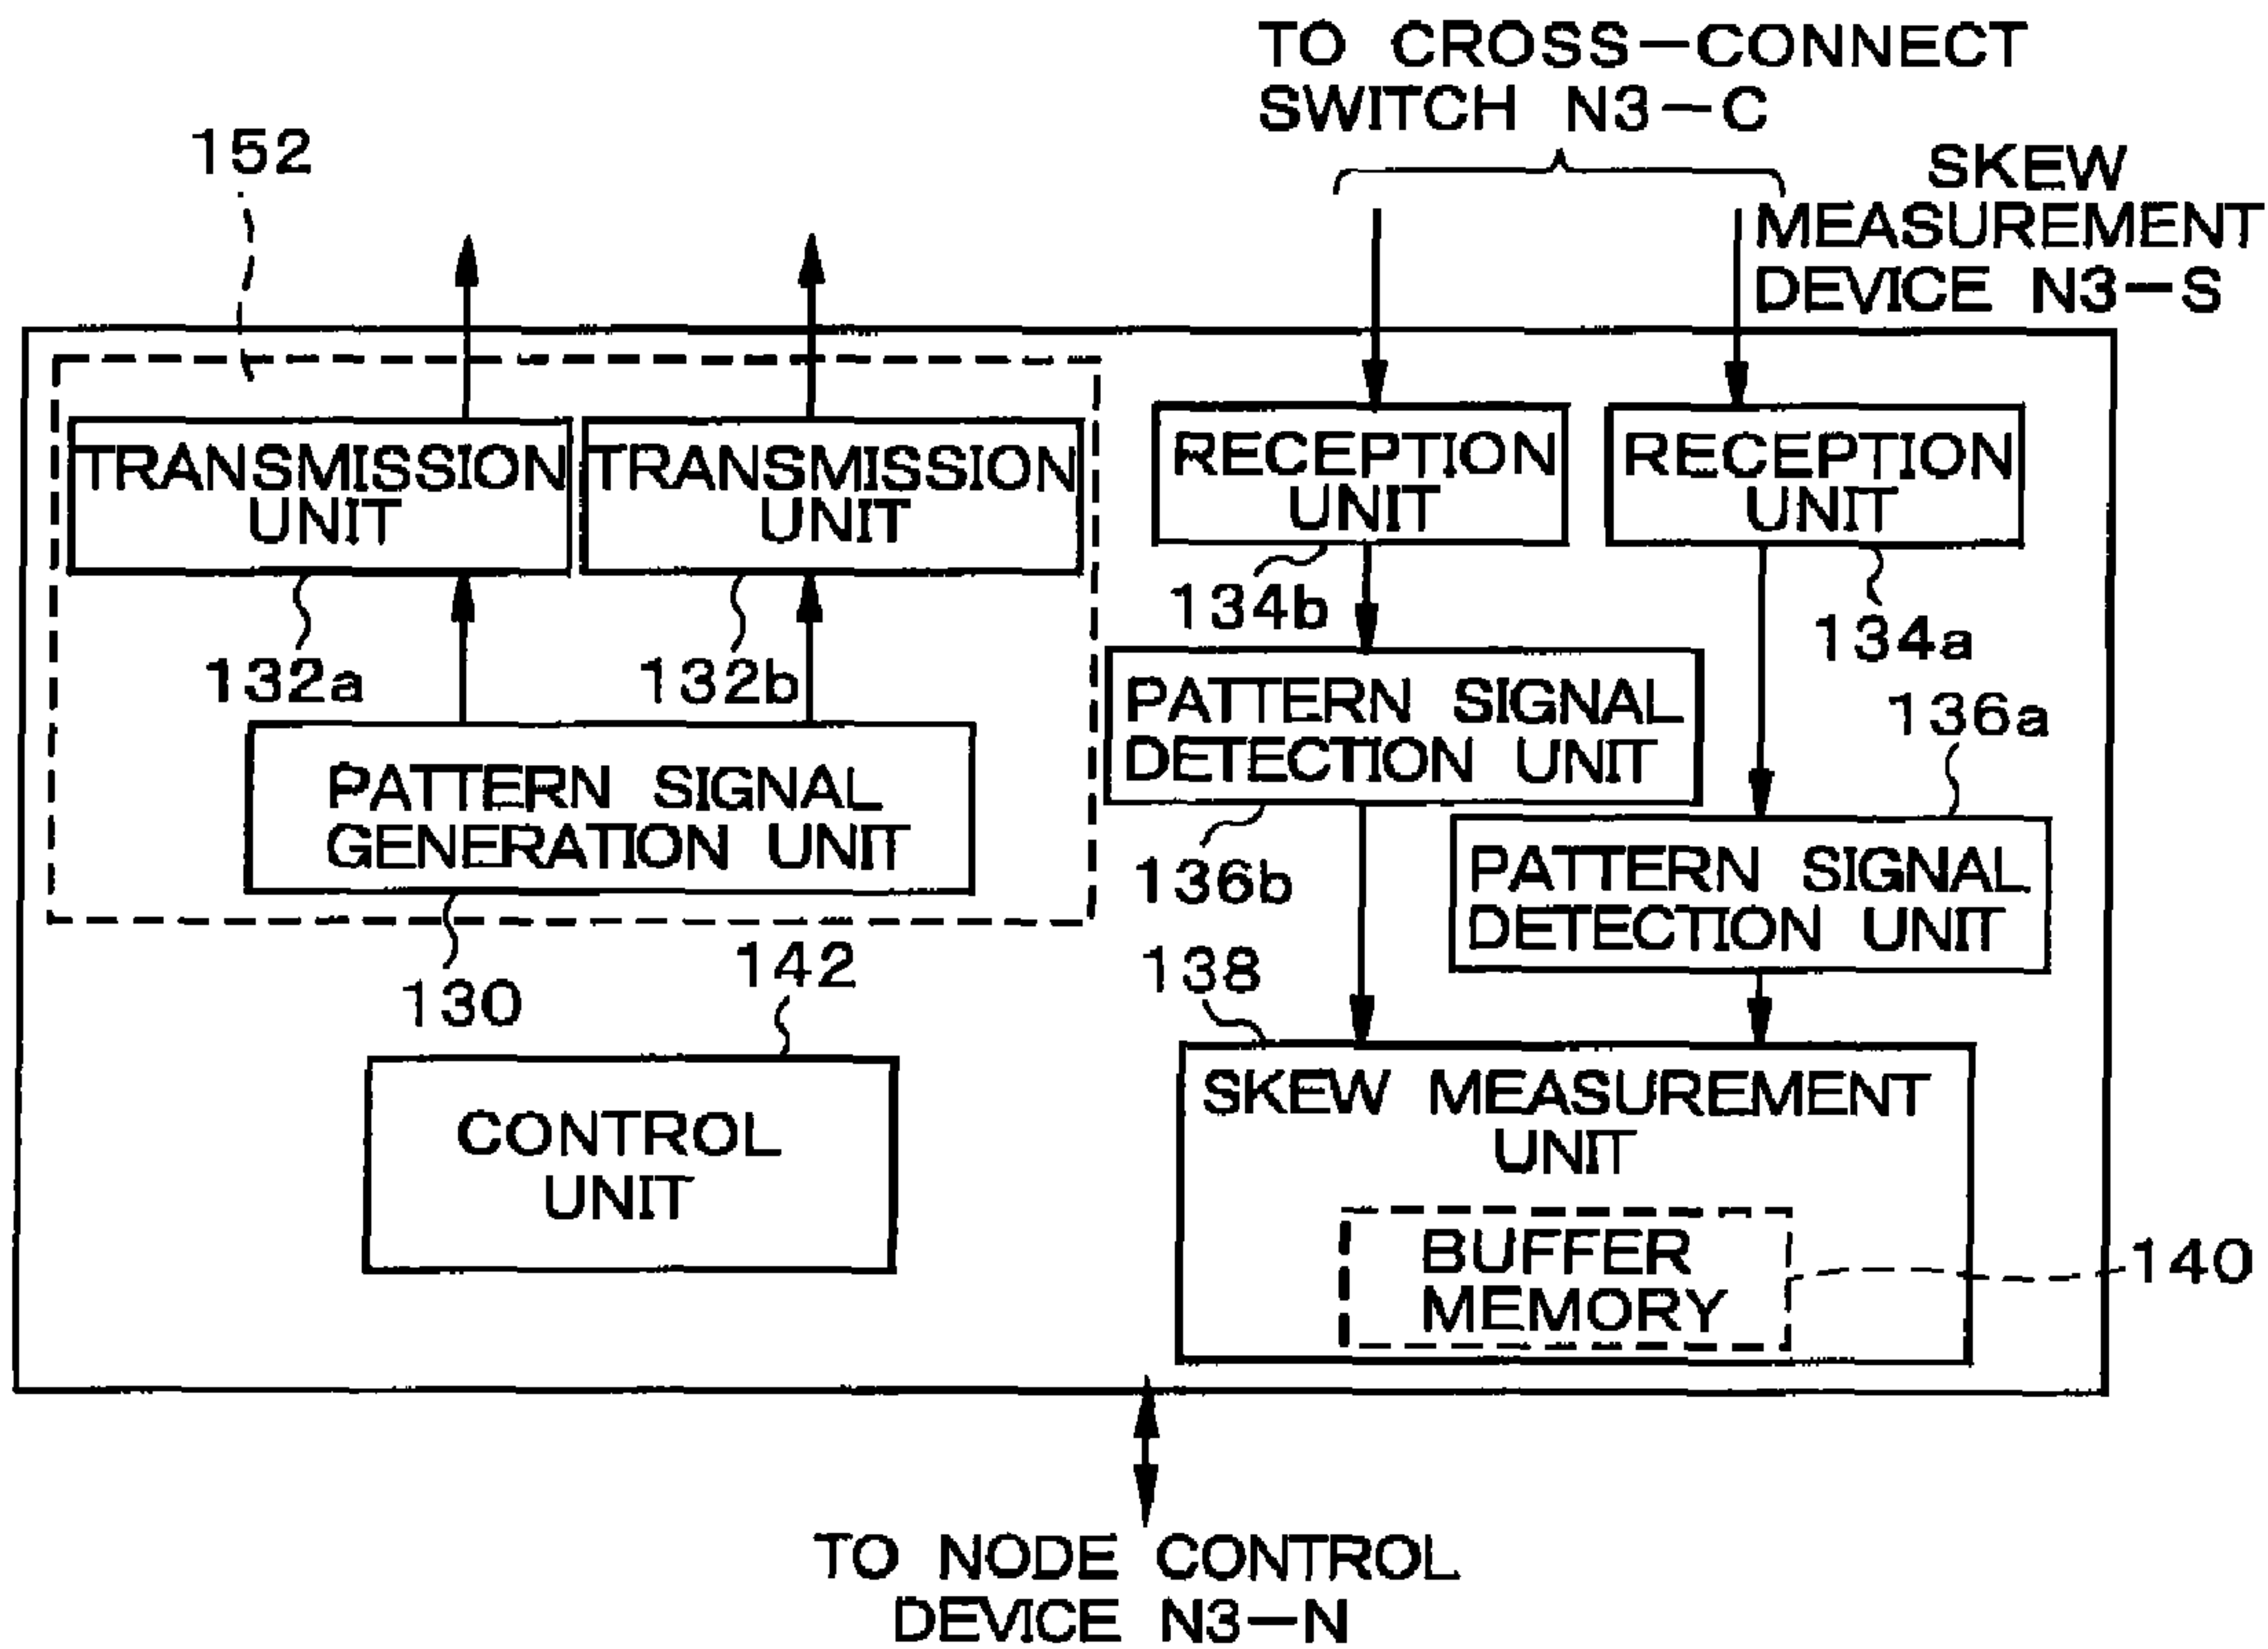 TO CROSS-CONNECT
SWITCH N3-C
152
SKEW
MEASUREMENT
DEVICE N3-S
TRANSMISSION
UNIT
TRANSMISSION
UNIT
RECEPTION
UNIT
RECEPTION
UNIT
132a
132b
134b
134a
PATTERN SIGNAL
DETECTION UNIT
136a
PATTERN SIGNAL
GENERATION UNIT
136b
PATTERN SIGNAL
DETECTION UNIT
130
142
138
CONTROL
UNIT
SKEW MEASUREMENT
UNIT
BUFFER
MEMORY
140
TO NODE CONTROL
DEVICE N3-N